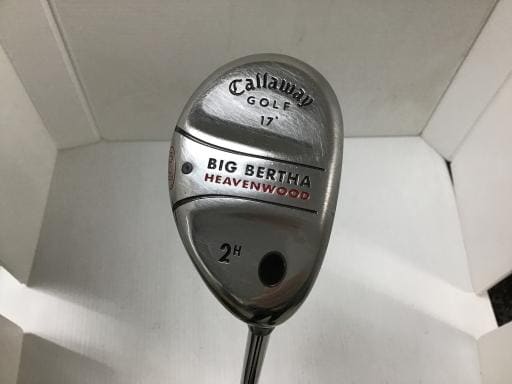 Callaway
GOLF
17°
BIG BERTHA
HEAVENWOOD
2H